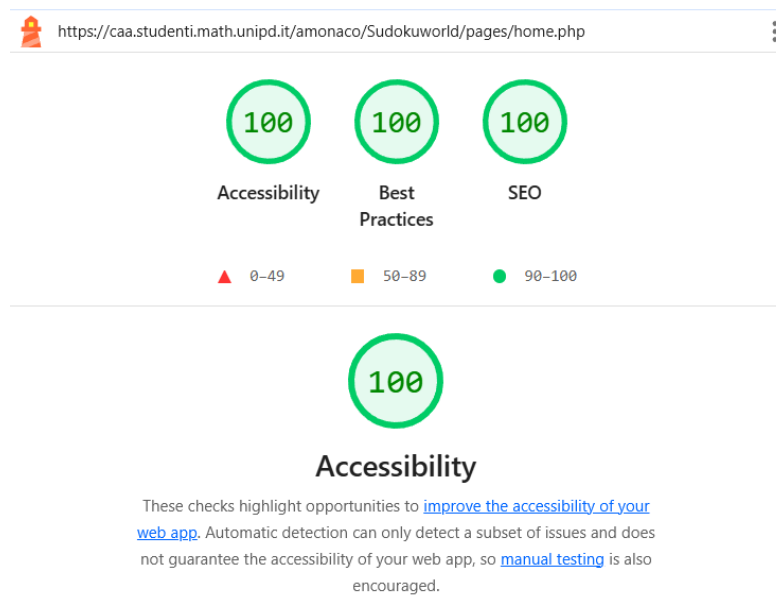 https://caa.studenti.math.unipd.it/amonaco/Sudokuworld/pages/home.php
100 100 100
Accessibility Best Practices SEO
0–49 50–89 90–100
100
Accessibility
These checks highlight opportunities to improve the accessibility of your
web app. Automatic detection can only detect a subset of issues and does
not guarantee the accessibility of your web app, so manual testing is also
encouraged.